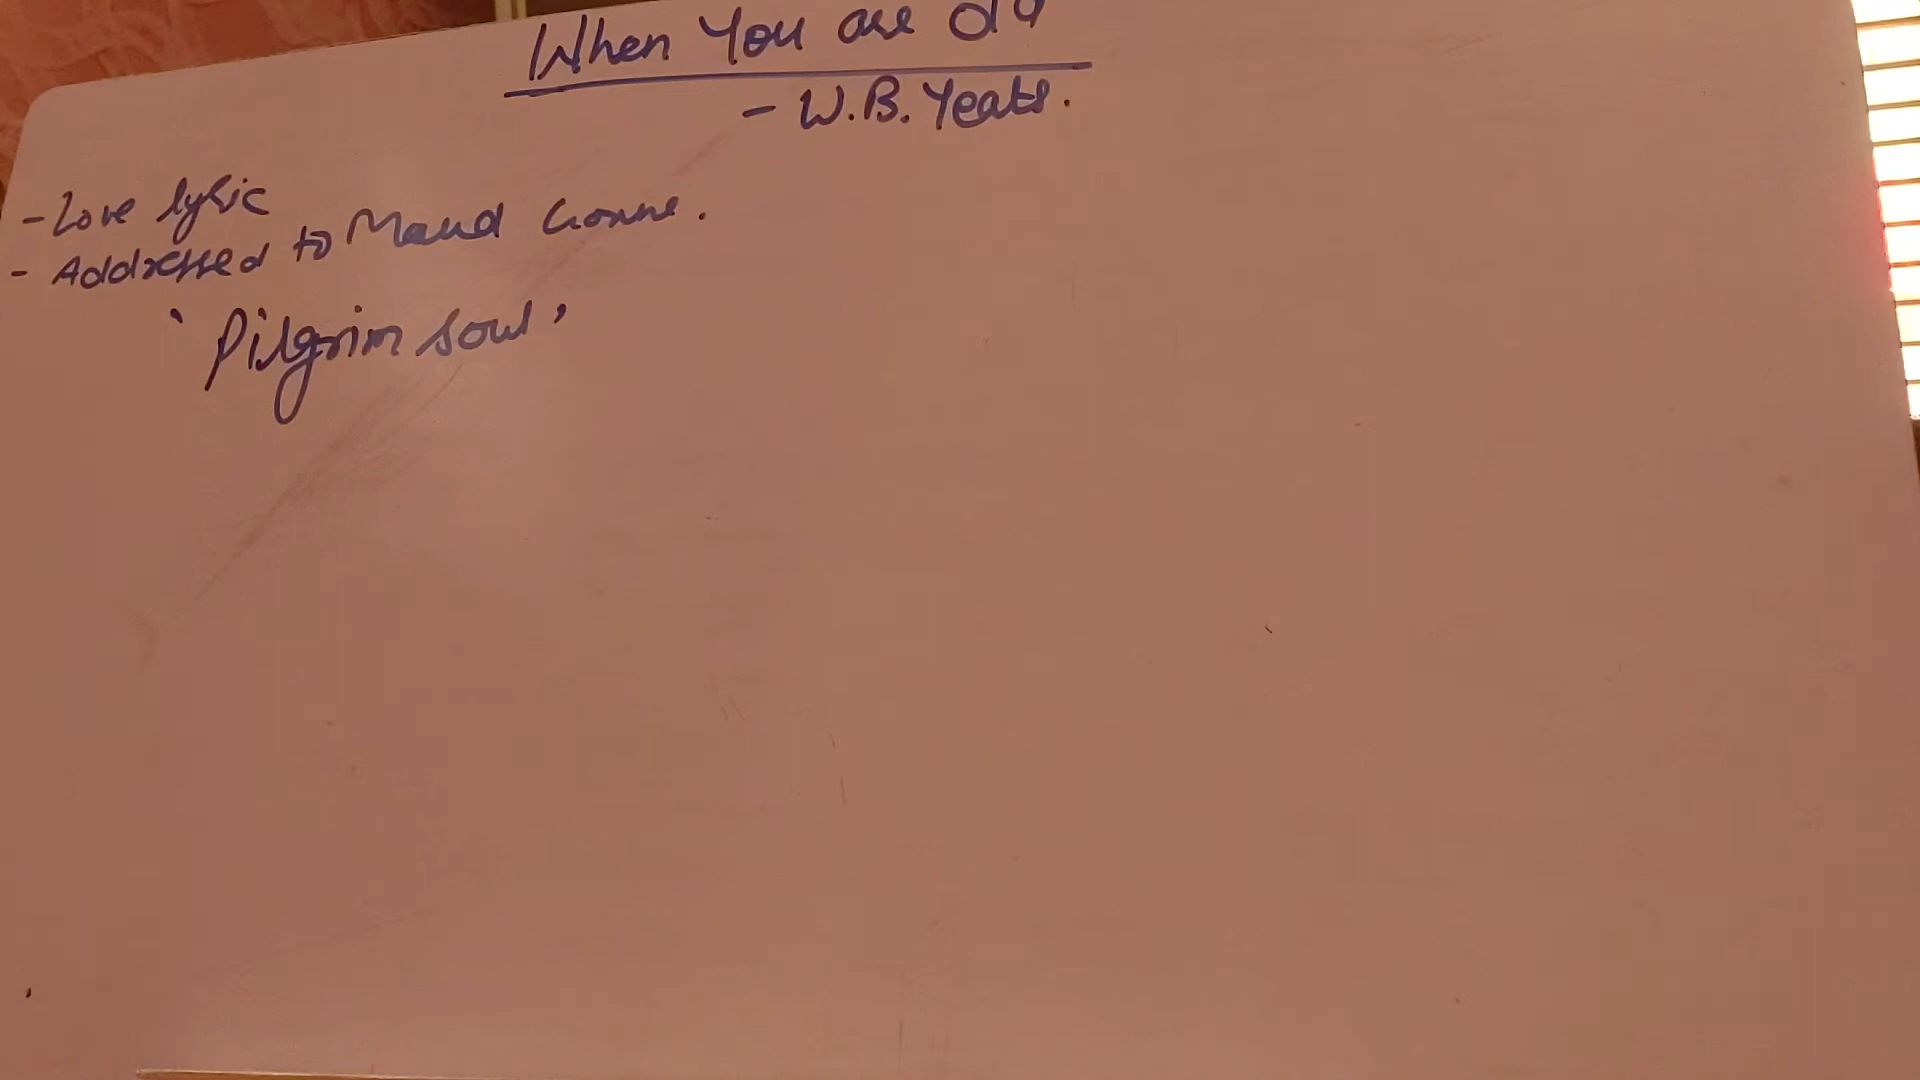 When You are Old
- W.B. Yeats.
- Love lyric
- Addressed to Maud Gonne.
' Pilgrim soul '